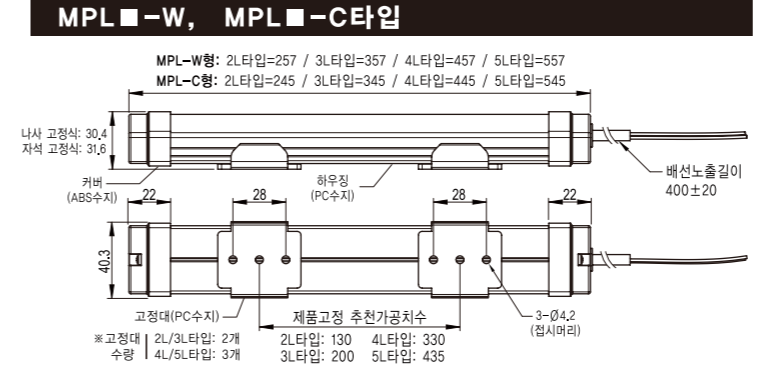 MPL■-W, MPL■-C타입
MPL-W형: 2L타입=257 / 3L타입=357 / 4L타입=457 / 5L타입=557
MPL-C형: 2L타입=245 / 3L타입=345 / 4L타입=445 / 5L타입=545
나사 고정식: 30.4
자석 고정식: 31.6
커버
(ABS수지)
하우징
(PC수지)
배선노출길이
400±20
22
28
28
22
40.3
고정대(PC수지)
제품고정 추천가공치수
3-Ø4.2
(접시머리)
※고정대 수량
2L/3L타입: 2개
4L/5L타입: 3개
2L타입: 130 4L타입: 330
3L타입: 200 5L타입: 435